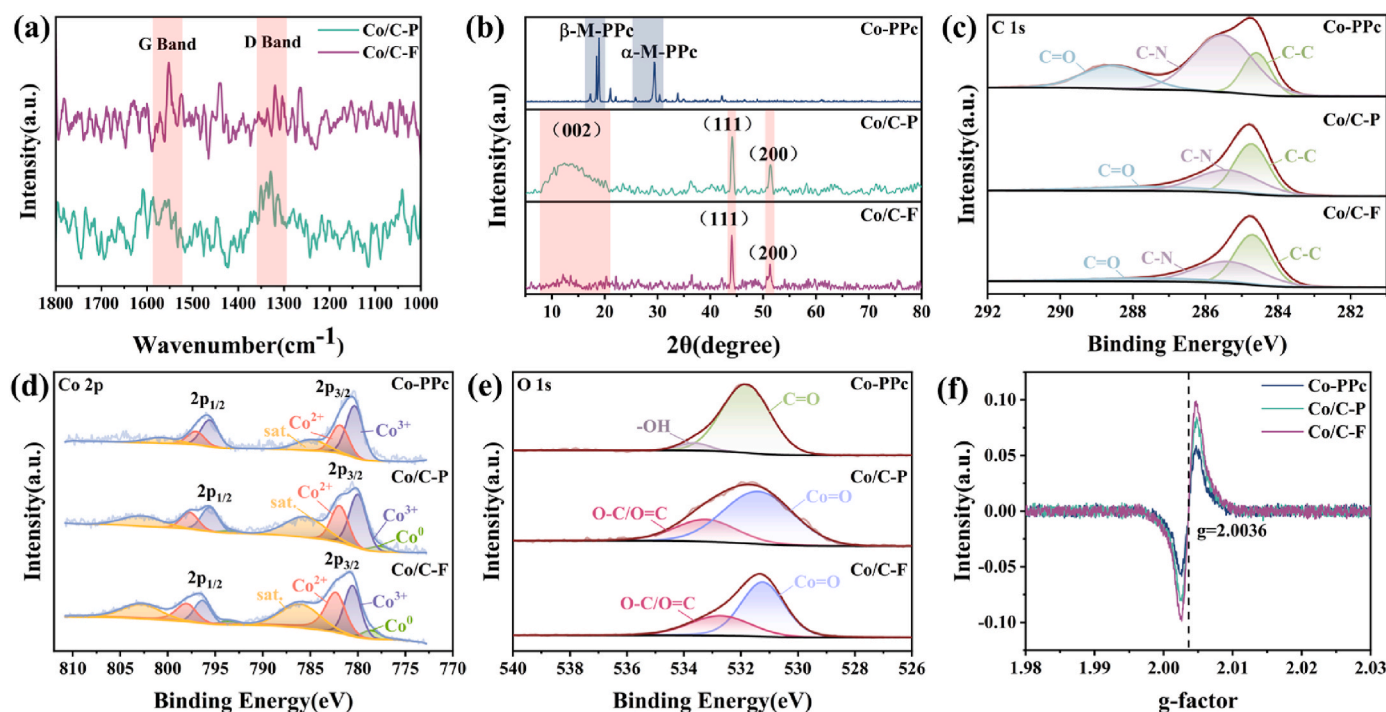 (a)
Co/C-P
Co/C-F
G Band
D Band
Intensity(a.u.)
1800 1700 1600 1500 1400 1300 1200 1100 1000
Wavenumber(cm-1)
(b)
β-M-PPc
α-M-PPc
Co-PPc
(002)
(111)
(200)
Co/C-P
(111)
(200)
Co/C-F
Intensity(a.u)
10 20 30 40 50 60 70 80
2θ(degree)
(c)
C 1s
Co-PPc
C=O
C-N
C-C
Co/C-P
C=O
C-N
C-C
Co/C-F
C=O
C-N
C-C
Intensity(a.u)
292 290 288 286 284 282
Binding Energy(eV)
(d)
Co 2p
Co-PPc
2p1/2
2p3/2
sat.
Co2+
Co3+
Co/C-P
2p1/2
2p3/2
sat.
Co2+
Co3+
Co0
Co/C-F
2p1/2
2p3/2
sat.
Co2+
Co3+
Co0
Intensity(a.u.)
810 805 800 795 790 785 780 775 770
Binding Energy(eV)
(e)
O 1s
Co-PPc
-OH
C=O
Co/C-P
O-C/O=C
Co=O
Co/C-F
O-C/O=C
Co=O
Intensity(a.u.)
540 538 536 534 532 530 528 526
Binding Energy(eV)
(f)
Co-PPc
Co/C-P
Co/C-F
g=2.0036
0.10
0.05
0.00
-0.05
-0.10
Intensity(a.u.)
1.98 1.99 2.00 2.01 2.02 2.03
g-factor